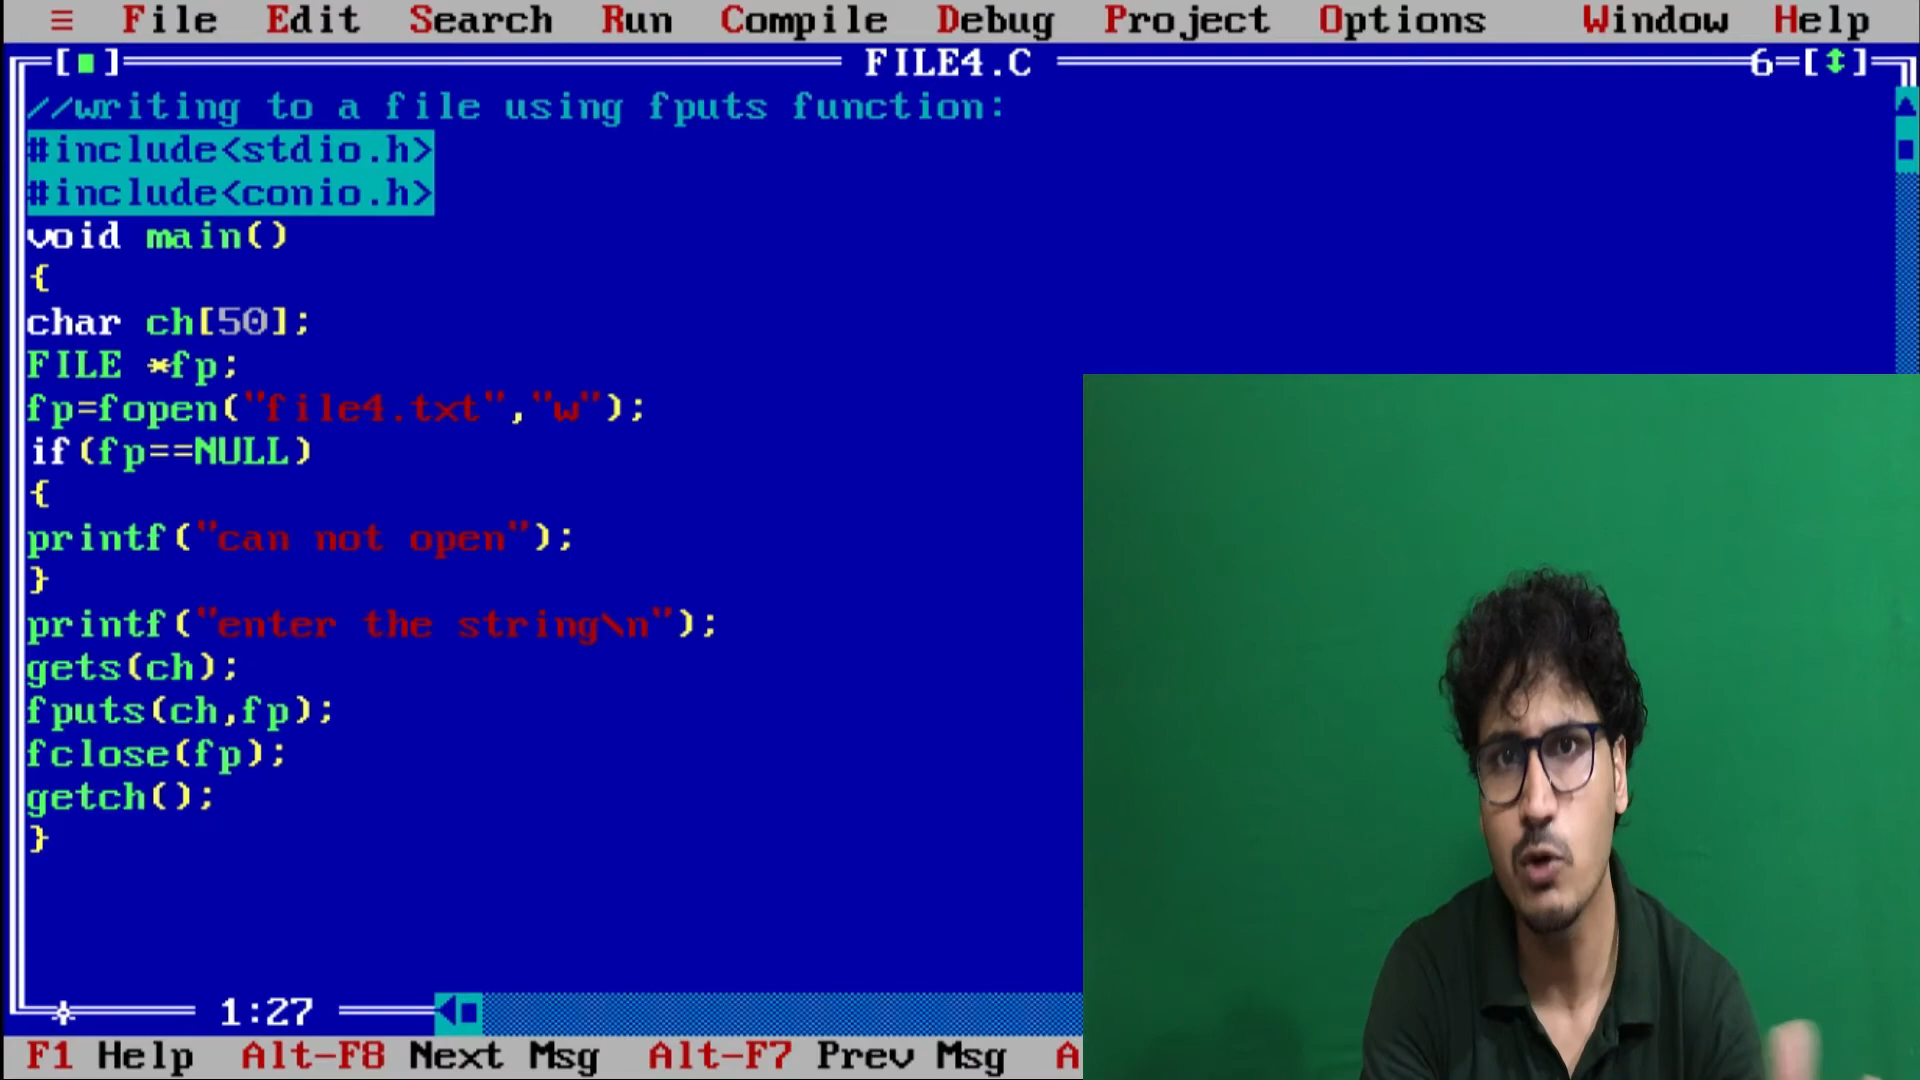 ≡ File Edit Search Run Compile Debug Project Options Window Help
[■] FILE4.C 6=[↕]
//writing to a file using fputs function:
#include<stdio.h>
#include<conio.h>
void main()
{
char ch[50];
FILE *fp;
fp=fopen("file4.txt","w");
if(fp==NULL)
{
printf("can not open");
}
printf("enter the string\n");
gets(ch);
fputs(ch,fp);
fclose(fp);
getch();
}
1:27
F1 Help Alt-F8 Next Msg Alt-F7 Prev Msg A